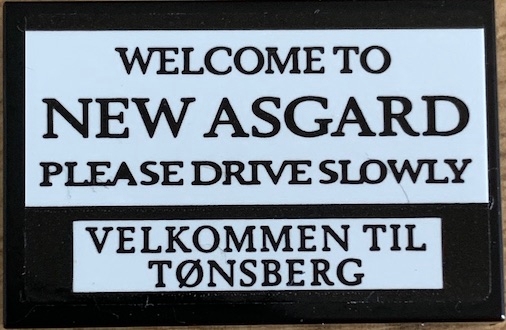 WELCOME TO
NEW ASGARD
PLEASE DRIVE SLOWLY
VELKOMMEN TIL
TØNSBERG